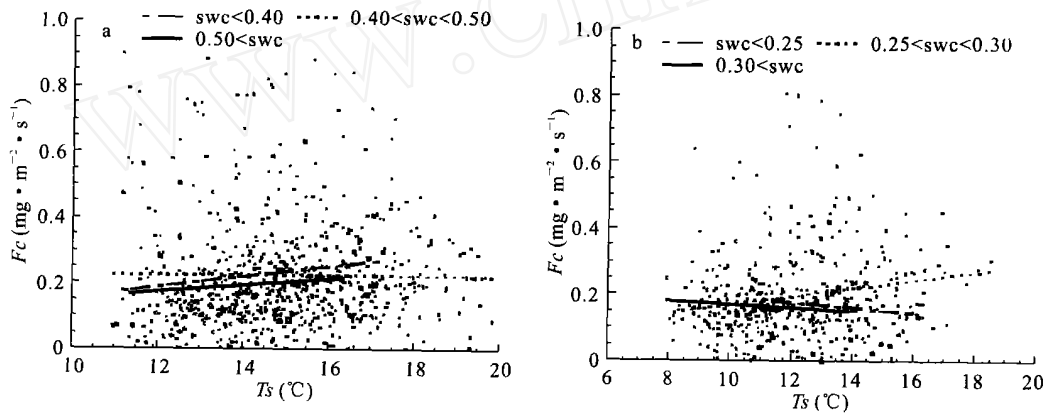 a
swc<0.40
0.40<swc<0.50
0.50<swc
1.0
0.8
0.6
0.4
0.2
0
Fc (mg • m⁻² • s⁻¹)
10
12
14
16
18
20
Ts (℃)
b
swc<0.25
0.25<swc<0.30
0.30<swc
1.0
0.8
0.6
0.4
0.2
0
Fc (mg • m⁻² • s⁻¹)
6
8
10
12
14
16
18
20
Ts (℃)